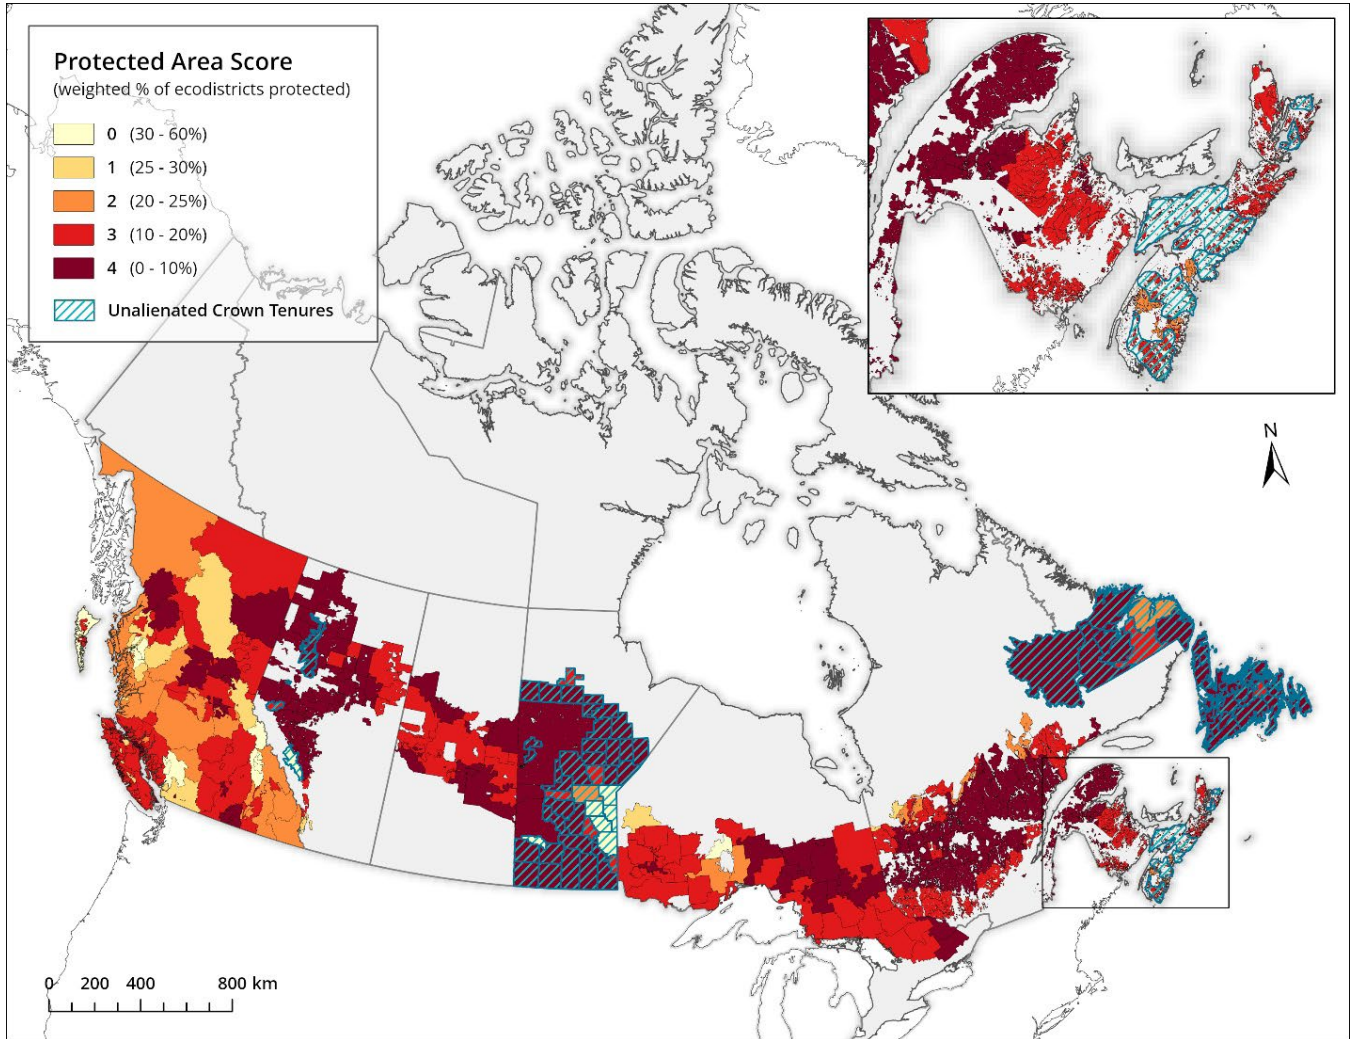 Protected Area Score
(weighted % of ecodistricts protected)
0 (30 - 60%)
1 (25 - 30%)
2 (20 - 25%)
3 (10 - 20%)
4 (0 - 10%)
Unalienated Crown Tenures
N
0 200 400 800 km